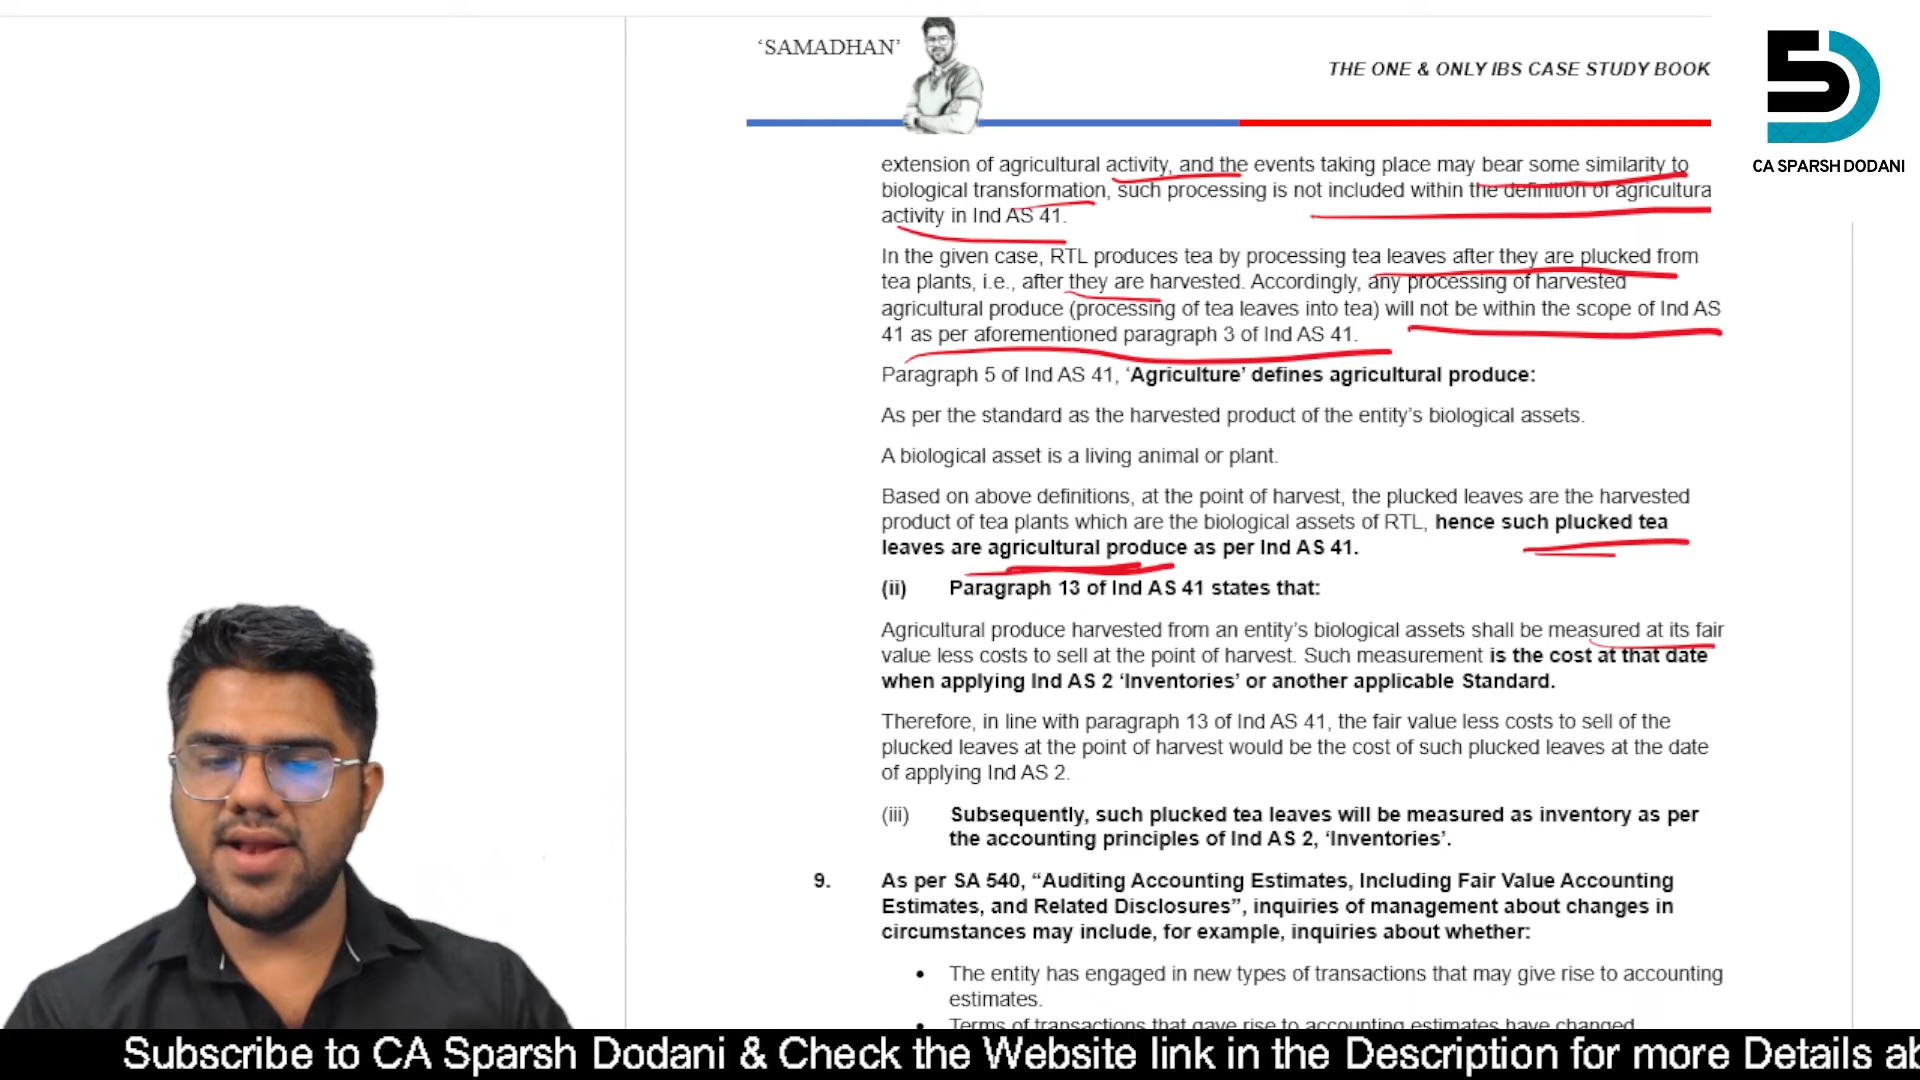 ‘SAMADHAN’
THE ONE & ONLY IBS CASE STUDY BOOK
5D
CA SPARSH DODANI
extension of agricultural activity, and the events taking place may bear some similarity to
biological transformation, such processing is not included within the definition of agricultura
activity in Ind AS 41.
In the given case, RTL produces tea by processing tea leaves after they are plucked from
tea plants, i.e., after they are harvested. Accordingly, any processing of harvested
agricultural produce (processing of tea leaves into tea) will not be within the scope of Ind AS
41 as per aforementioned paragraph 3 of Ind AS 41.
Paragraph 5 of Ind AS 41, ‘Agriculture’ defines agricultural produce:
As per the standard as the harvested product of the entity’s biological assets.
A biological asset is a living animal or plant.
Based on above definitions, at the point of harvest, the plucked leaves are the harvested
product of tea plants which are the biological assets of RTL, hence such plucked tea
leaves are agricultural produce as per Ind AS 41.
(ii) Paragraph 13 of Ind AS 41 states that:
Agricultural produce harvested from an entity’s biological assets shall be measured at its fair
value less costs to sell at the point of harvest. Such measurement is the cost at that date
when applying Ind AS 2 ‘Inventories’ or another applicable Standard.
Therefore, in line with paragraph 13 of Ind AS 41, the fair value less costs to sell of the
plucked leaves at the point of harvest would be the cost of such plucked leaves at the date
of applying Ind AS 2.
(iii) Subsequently, such plucked tea leaves will be measured as inventory as per
the accounting principles of Ind AS 2, ‘Inventories’.
9. As per SA 540, “Auditing Accounting Estimates, Including Fair Value Accounting
Estimates, and Related Disclosures”, inquiries of management about changes in
circumstances may include, for example, inquiries about whether:
• The entity has engaged in new types of transactions that may give rise to accounting
estimates.
• Terms of transactions that gave rise to accounting estimates have changed
Subscribe to CA Sparsh Dodani & Check the Website link in the Description for more Details ab